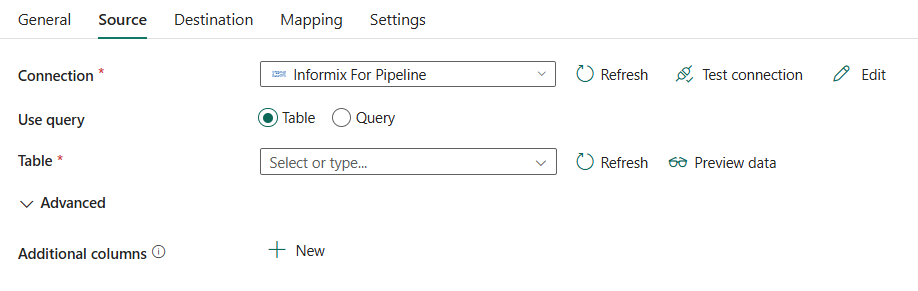 General Source Destination Mapping Settings
Connection * Informix For Pipeline Refresh Test connection Edit
Use query Table Query
Table * Select or type... Refresh Preview data
Advanced
Additional columns New